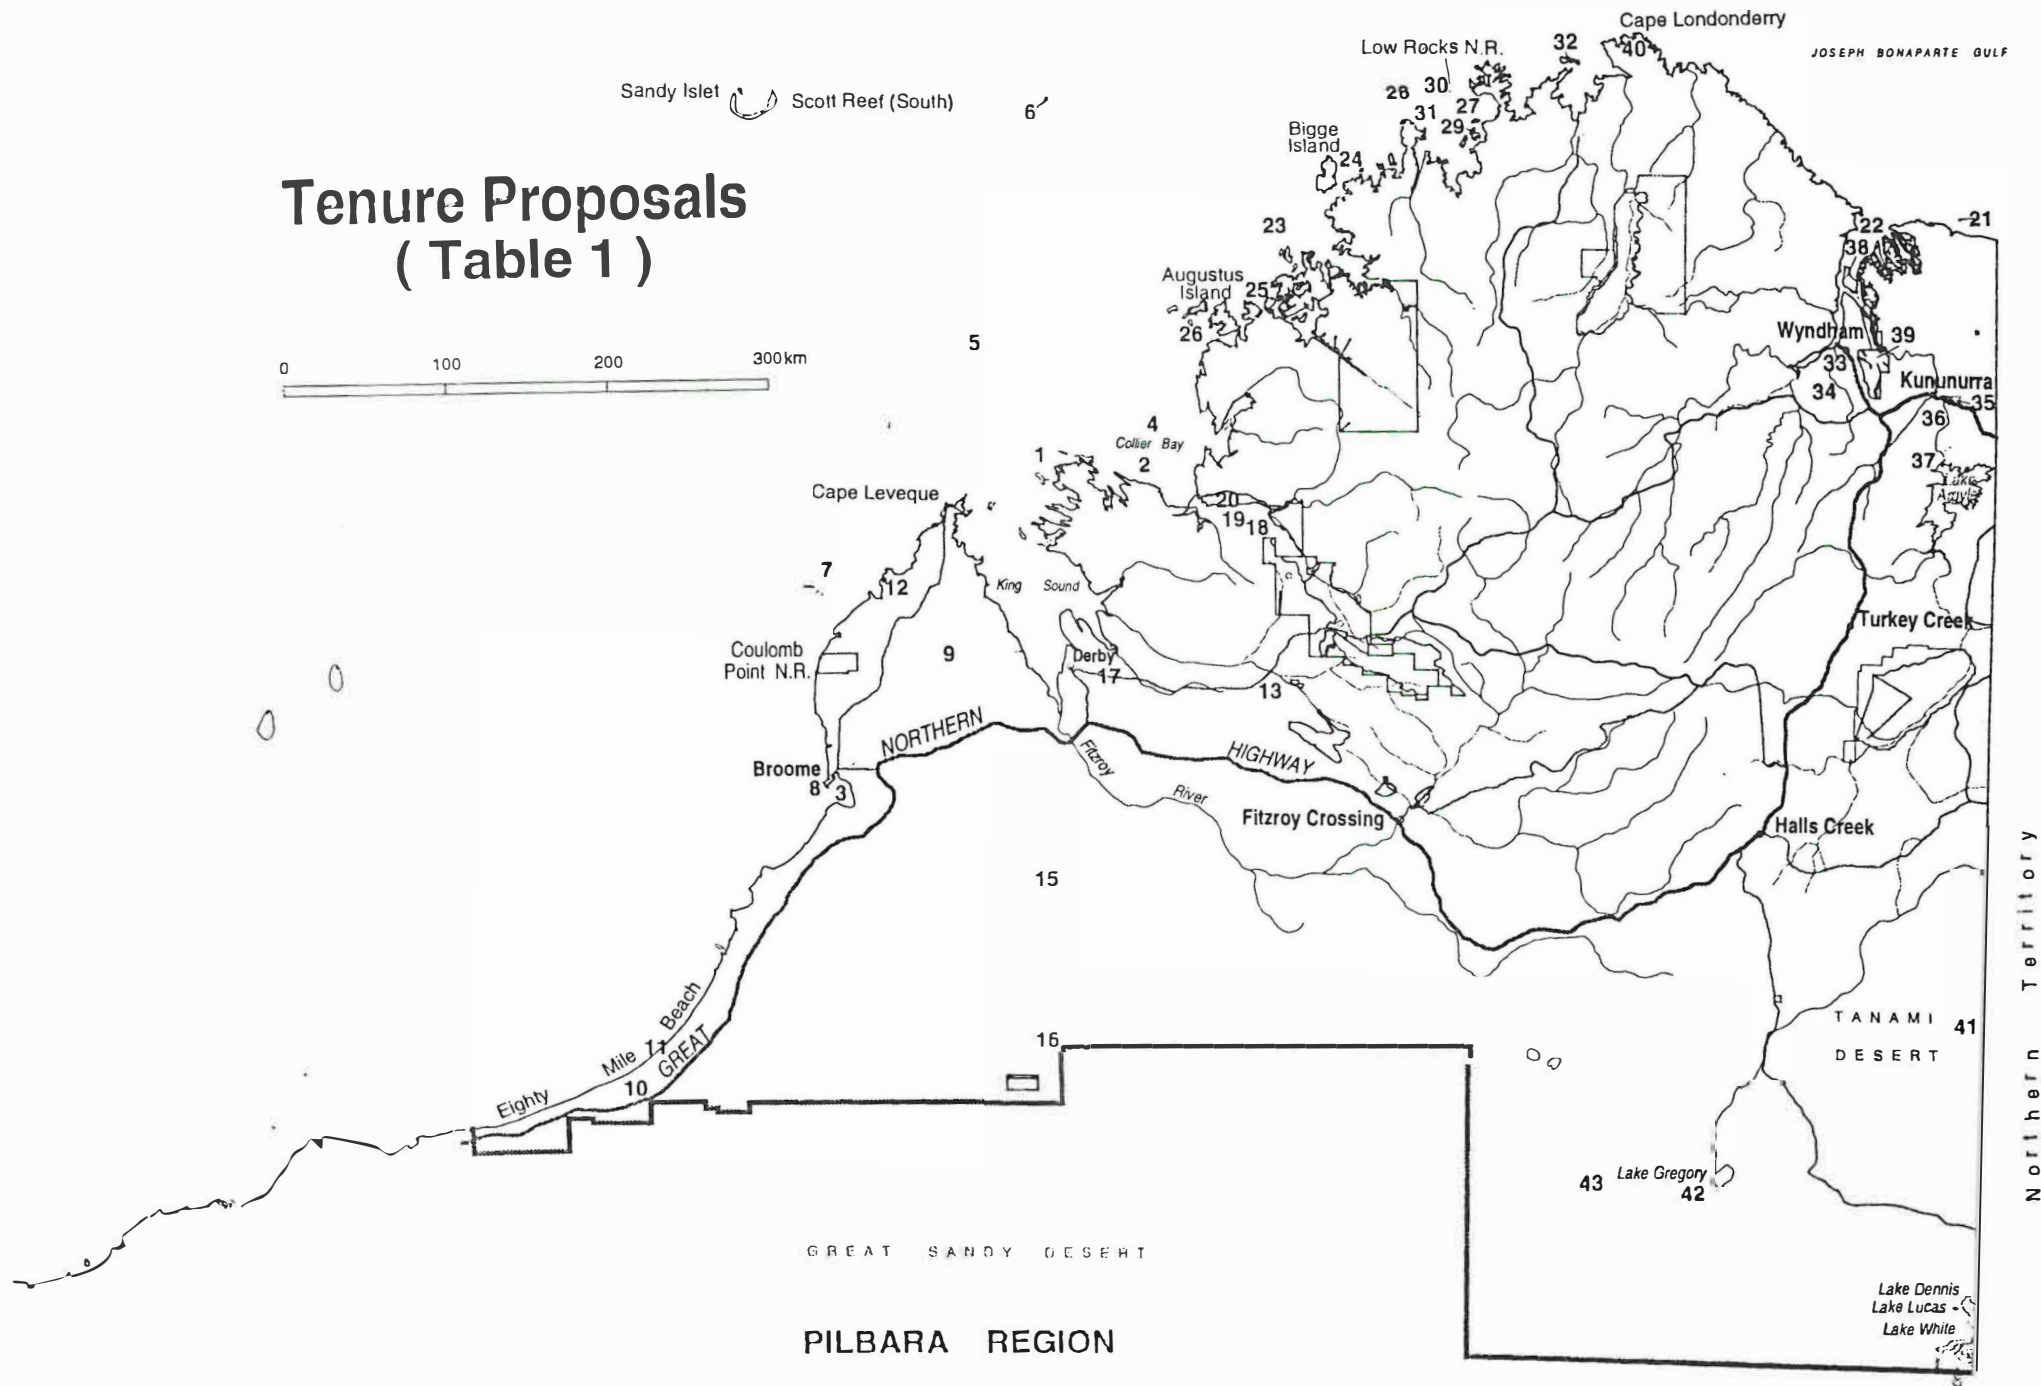 Cape Londonderry
Low Rocks N.R.
32
40
JOSEPH BONAPARTE GULF
Sandy Islet
Scott Reef (South)
6
30
31
27
29
Bigge
Island
24
Tenure Proposals
( Table 1 )
23
22
21
38
Augustus
Island
25
26
5
Wyndham
39
33
34
Kununurra
35
36
0
100
200
300km
4
Collier Bay
2
1
37
Lake
Argyle
Cape Leveque
20
19
18
7
12
King Sound
Turkey Creek
Coulomb
Point N.R.
9
Derby
17
13
NORTHERN
HIGHWAY
Fitzroy
River
Broome
8
3
Fitzroy Crossing
Halls Creek
15
Northern Territory
16
TANAMI
DESERT
41
Eighty
Mile
Beach
11
10
GREAT
43
Lake Gregory
42
GREAT SANDY DESERT
Lake Dennis
Lake Lucas
Lake White
PILBARA REGION